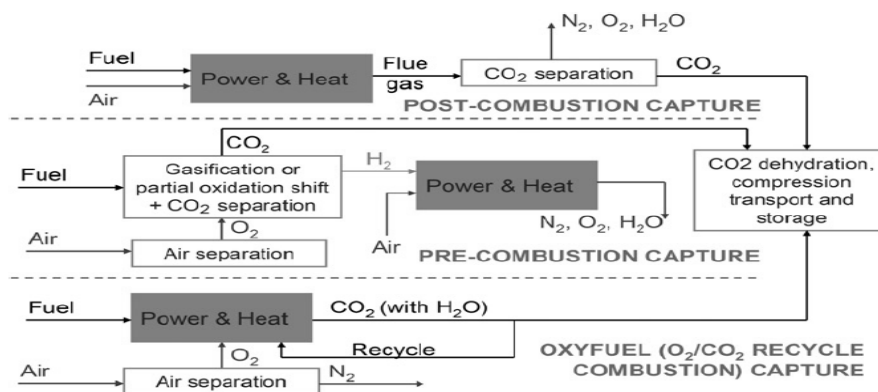 N₂, O₂, H₂O
Fuel
Power & Heat
Flue
gas
CO₂ separation
CO₂
Air
POST-COMBUSTION CAPTURE
CO₂
Fuel
Gasification or
partial oxidation shift
+ CO₂ separation
H₂
Power & Heat
CO2 dehydration,
compression
transport and
storage
O₂
Air
Air separation
Air
N₂, O₂, H₂O
PRE-COMBUSTION CAPTURE
Fuel
Power & Heat
CO₂ (with H₂O)
Recycle
O₂
Air
Air separation
N₂
OXYFUEL (O₂/CO₂ RECYCLE
COMBUSTION) CAPTURE